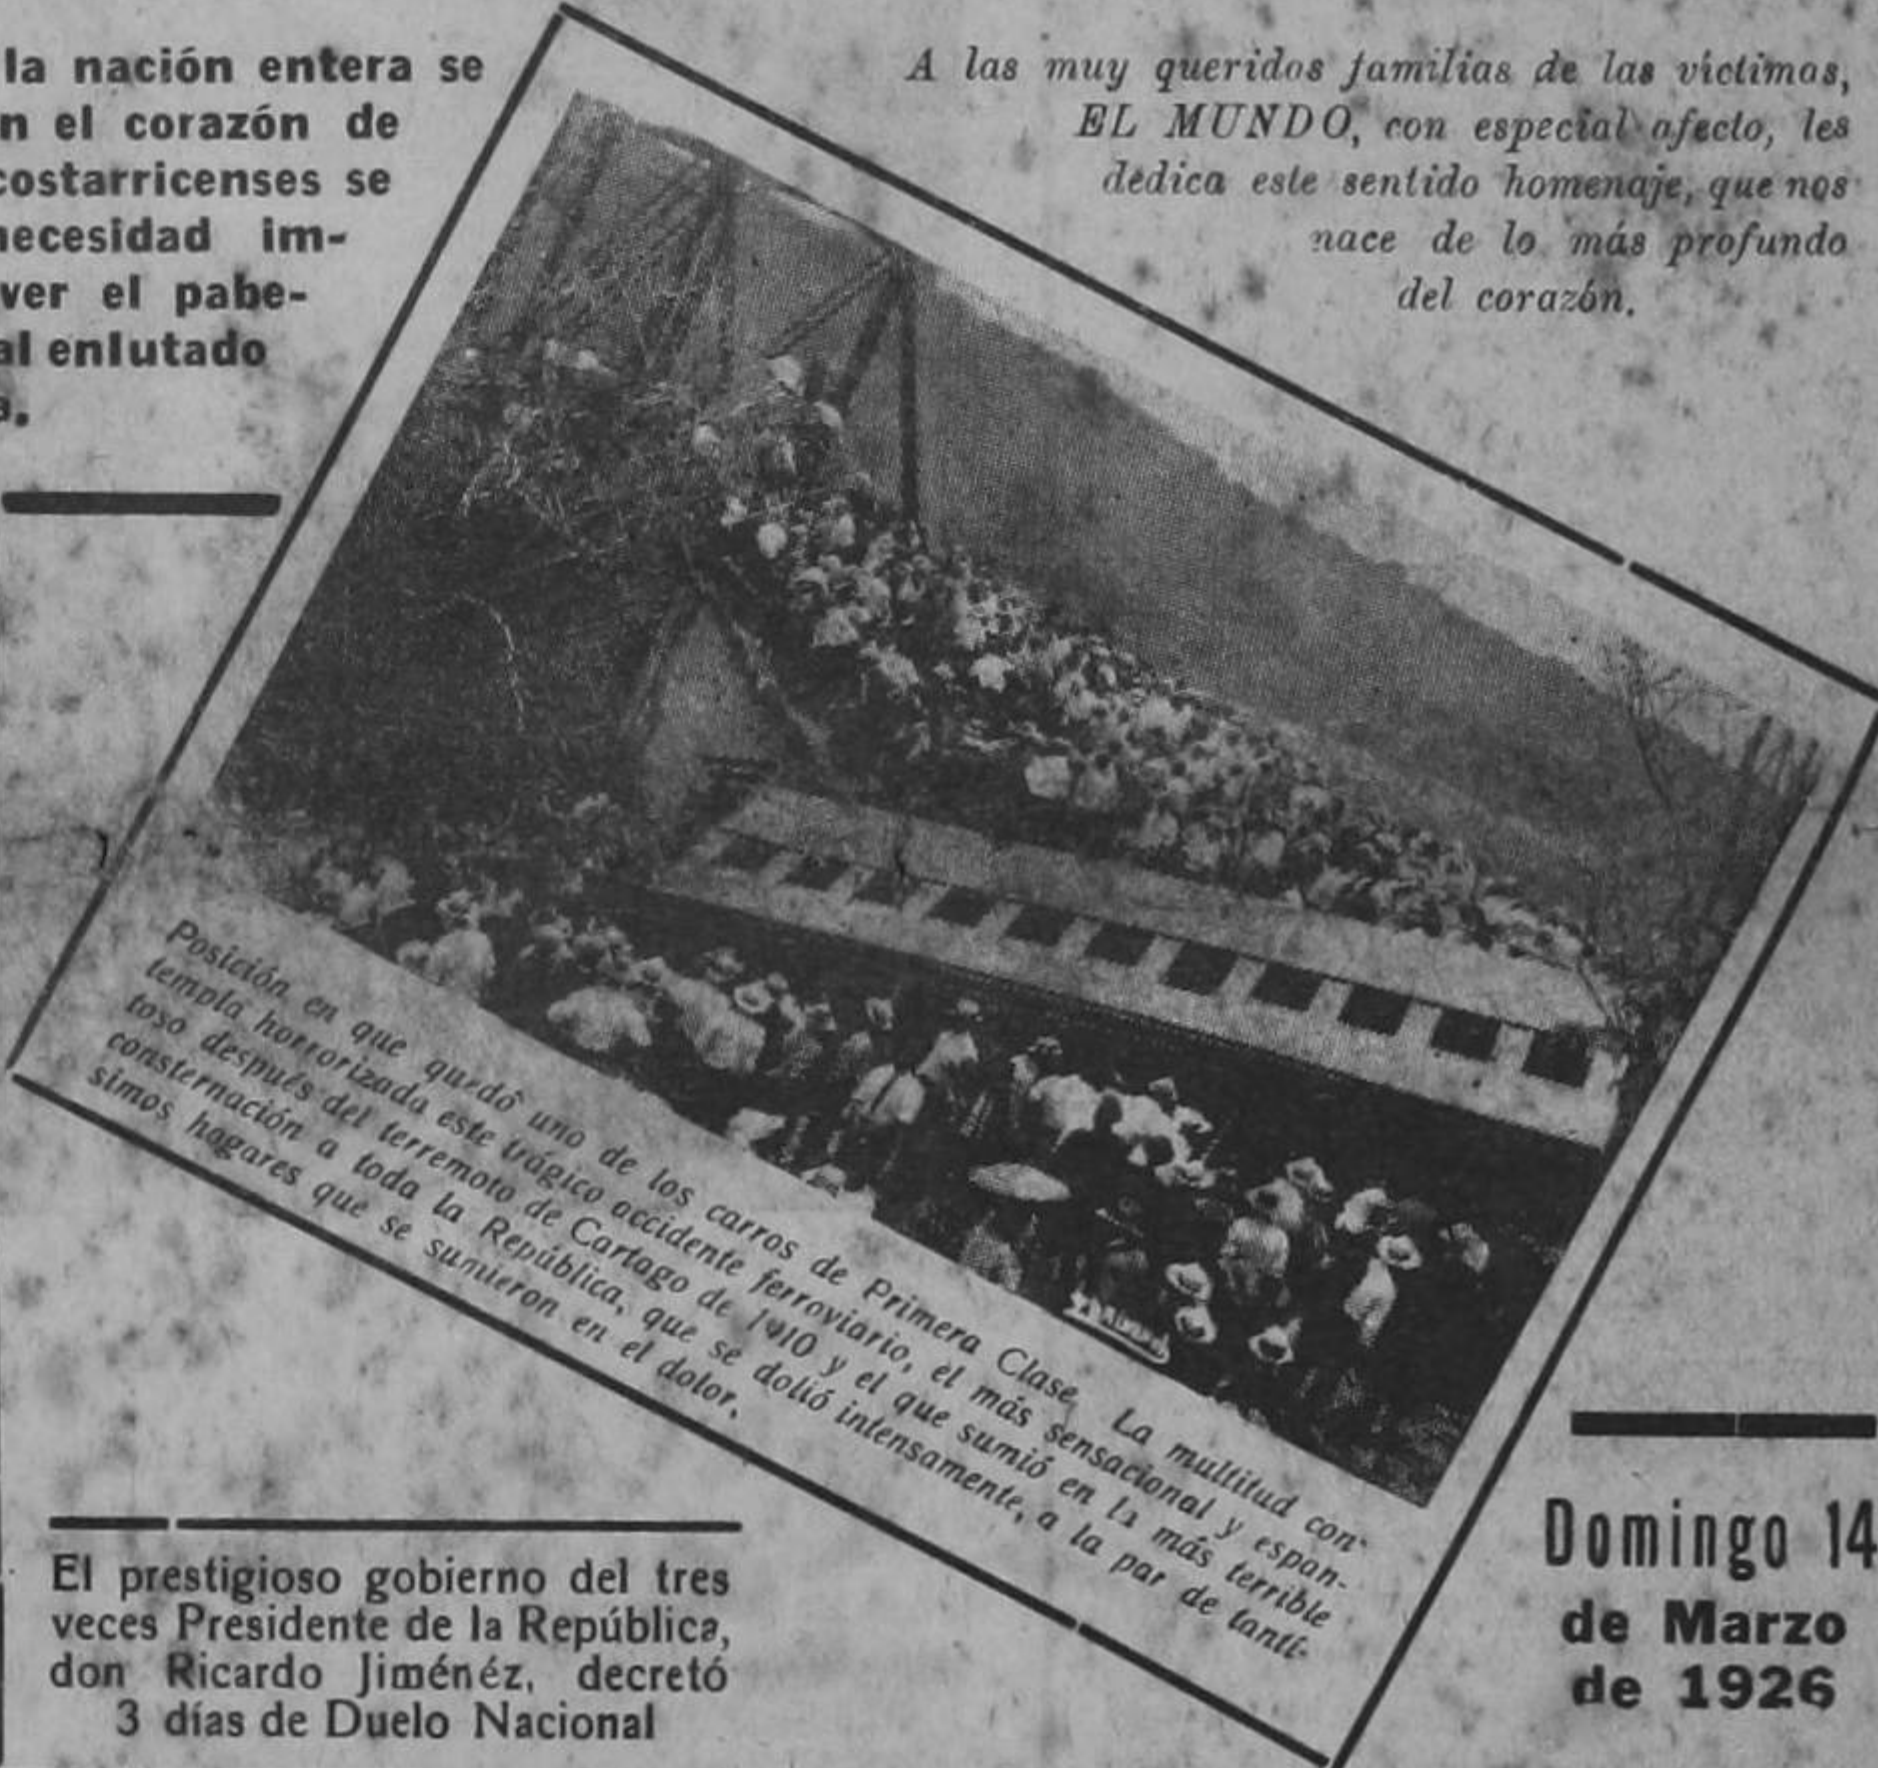 la nación entera se
n el corazón de
costarricenses se
necesidad im-
ver el pabe-
al enlutado
a.
A las muy queridos familias de las víctimas,
EL MUNDO, con especial afecto, les
dedica este sentido homenaje, que nos
nace de lo más profundo
del corazón.
Posición en que quedó uno de los carros de Primera Clase. La multitud con-
templa horrorizada este trágico accidente ferroviario, el más sensacional y espan-
toso después del terremoto de Cartago de 1910 y el que sumió en la más terrible
consternación a toda la República, que se dolió intensamente, a la par de tantí-
simos hogares que se sumieron en el dolor.
El prestigioso gobierno del tres
veces Presidente de la República,
don Ricardo Jiménéz, decretó
3 días de Duelo Nacional
Domingo 14
de Marzo
de 1926